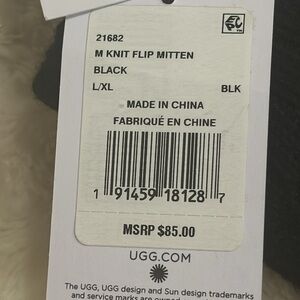 21682
M KNIT FLIP MITTEN
BLACK
L/XL BLK
MADE IN CHINA
FABRIQUÉ EN CHINE
1 91459 18128 7
MSRP $85.00
UGG.COM
The UGG, UGG design and Sun design trademarks
and service marks are owned